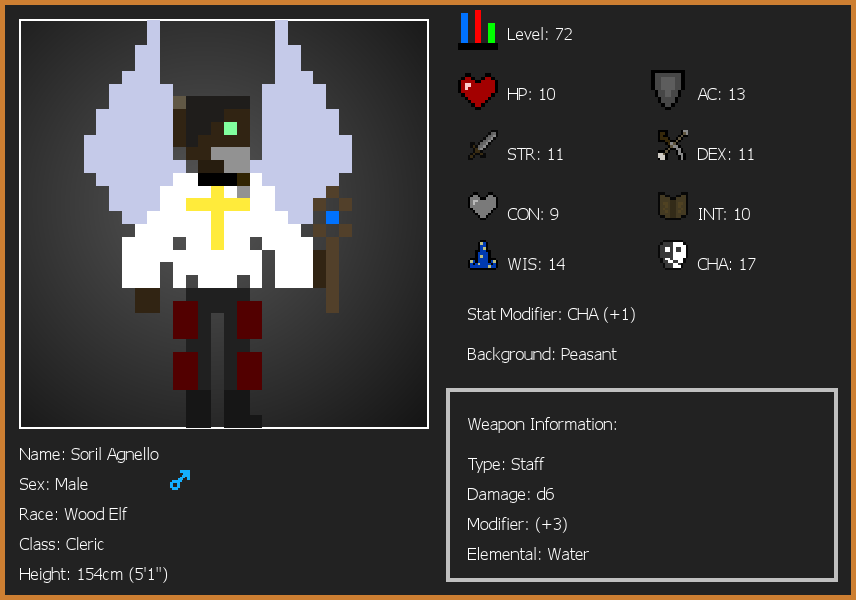 Level: 72
HP: 10
AC: 13
STR: 11
DEX: 11
CON: 9
INT: 10
WIS: 14
CHA: 17
Stat Modifier: CHA (+1)
Background: Peasant
Weapon Information:
Type: Staff
Damage: d6
Modifier: (+3)
Elemental: Water
Name: Soril Agnello
Sex: Male
Race: Wood Elf
Class: Cleric
Height: 154cm (5'1")